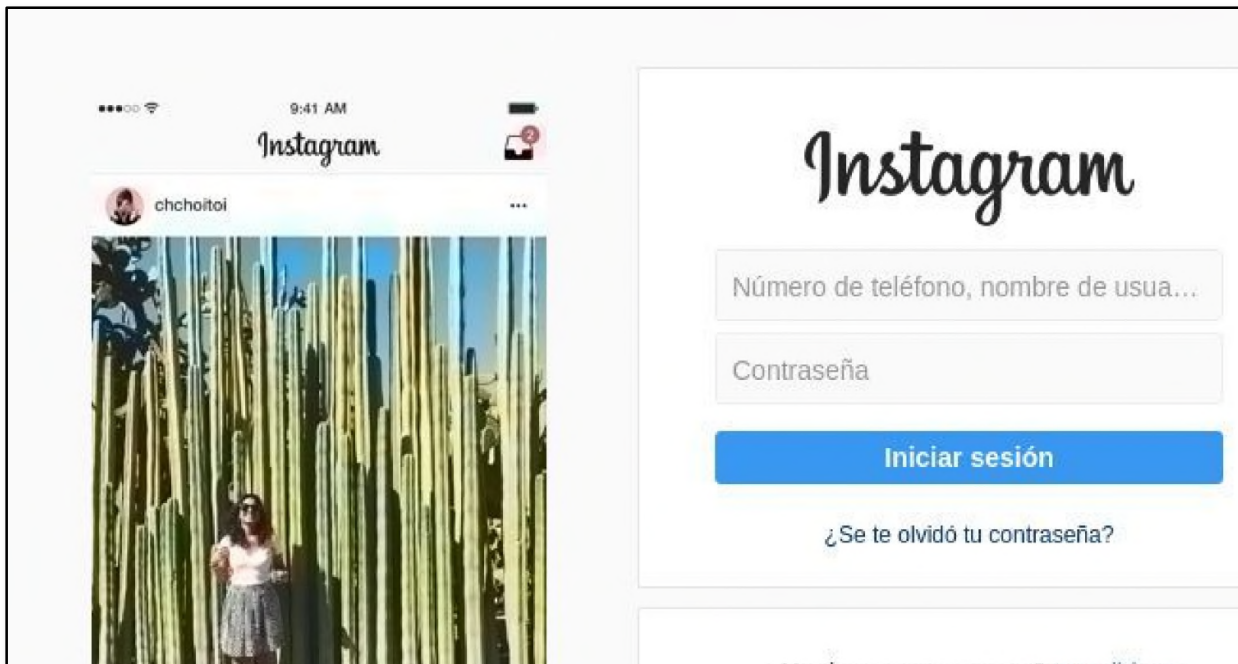 9:41 AM
Instagram
2
chchoitoi
Instagram
Número de teléfono, nombre de usua...
Contraseña
Iniciar sesión
¿Se te olvidó tu contraseña?